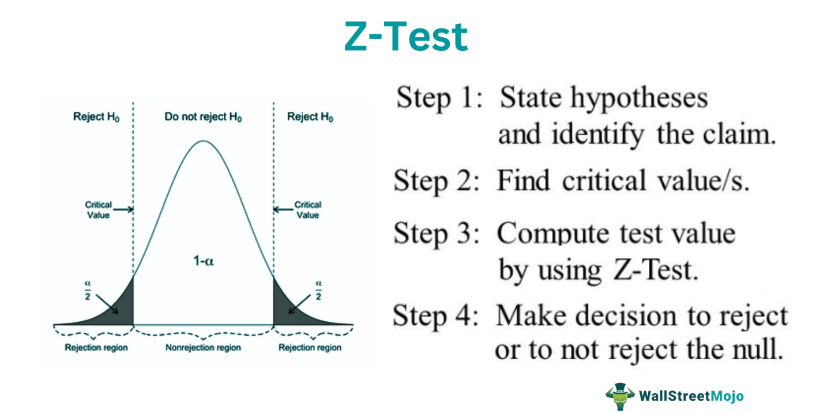 Z-Test
Reject H₀
Do not reject H₀
Reject H₀
Critical
Value
Critical
Value
1-α
α
2
α
2
Rejection region
Nonrejection region
Rejection region
Step 1: State hypotheses
and identify the claim.
Step 2: Find critical value/s.
Step 3: Compute test value
by using Z-Test.
Step 4: Make decision to reject
or to not reject the null.
WallStreetMojo